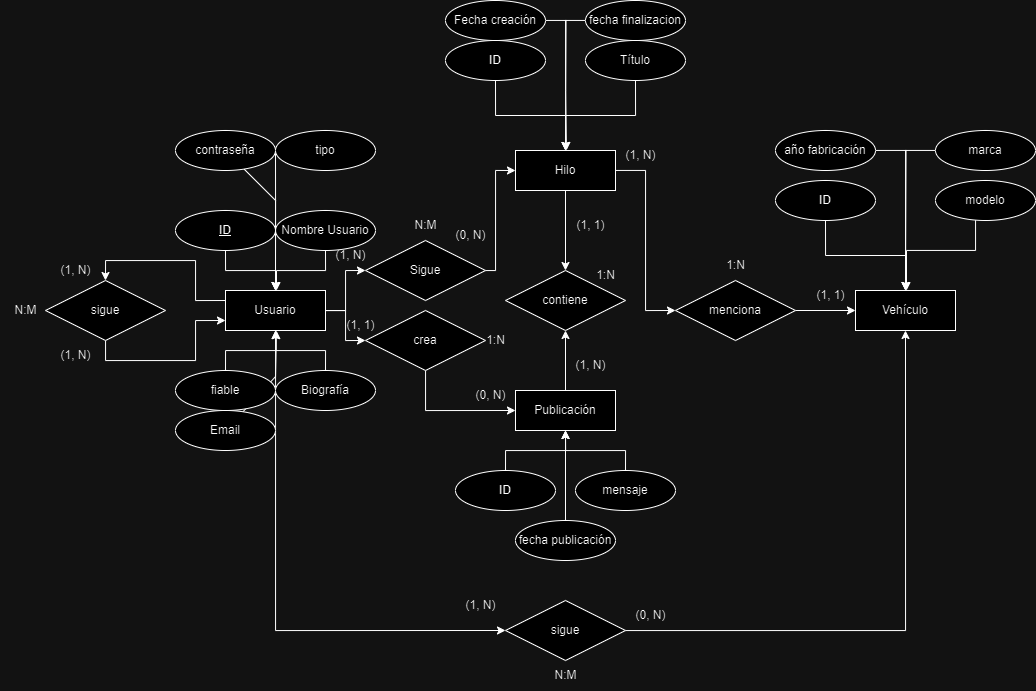 Fecha creación
fecha finalizacion
ID
Título
contraseña
tipo
Hilo
(1, N)
año fabricación
marca
ID
modelo
ID
Nombre Usuario
N:M
(0, N)
(1, 1)
(1, N)
(1, N)
Sigue
1:N
1:N
N:M
sigue
Usuario
contiene
menciona
(1, 1)
Vehículo
(1, 1)
crea
1:N
(1, N)
(1, N)
fiable
Biografía
(0, N)
Publicación
Email
ID
mensaje
fecha publicación
(1, N)
(0, N)
sigue
N:M